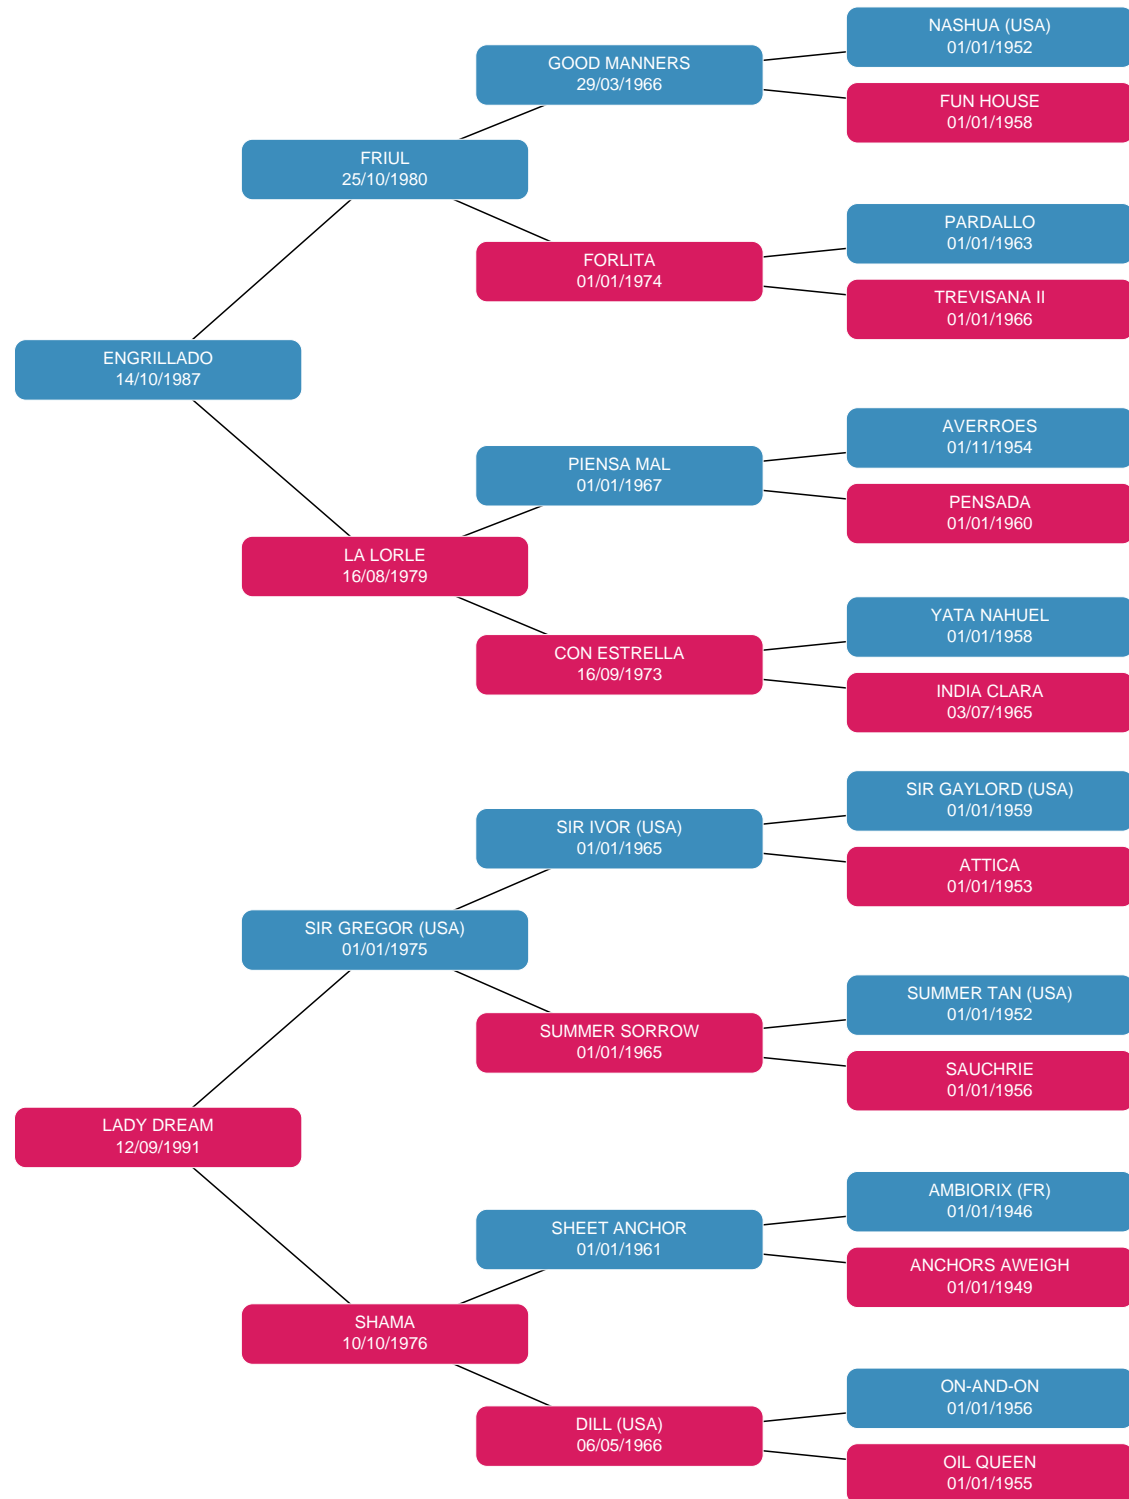 NASHUA (USA)
01/01/1952
GOOD MANNERS
29/03/1966
FUN HOUSE
01/01/1958
FRIUL
25/10/1980
PARDALLO
01/01/1963
FORLITA
01/01/1974
TREVISANA II
01/01/1966
ENGRILLADO
14/10/1987
AVERROES
01/11/1954
PIENSA MAL
01/01/1967
PENSADA
01/01/1960
LA LORLE
16/08/1979
YATA NAHUEL
01/01/1958
CON ESTRELLA
16/09/1973
INDIA CLARA
03/07/1965
SIR GAYLORD (USA)
01/01/1959
SIR IVOR (USA)
01/01/1965
ATTICA
01/01/1953
SIR GREGOR (USA)
01/01/1975
SUMMER TAN (USA)
01/01/1952
SUMMER SORROW
01/01/1965
SAUCHRIE
01/01/1956
LADY DREAM
12/09/1991
AMBIORIX (FR)
01/01/1946
SHEET ANCHOR
01/01/1961
ANCHORS AWEIGH
01/01/1949
SHAMA
10/10/1976
ON-AND-ON
01/01/1956
DILL (USA)
06/05/1966
OIL QUEEN
01/01/1955